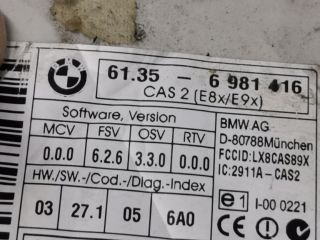 BMW
61.35 - 6 981 416
CAS 2 (E8x/E9x)
Software, Version
MCV FSV OSV RTV
0.0.0 6.2.6 3.3.0 0.0.0
HW./SW.-/Cod.-/Diag.-Index
03 27.1 05 6A0
BMW AG
D-80788München
FCCID:LX8CAS89X
IC:2911A-CAS2
e1 I-00 0221
CE